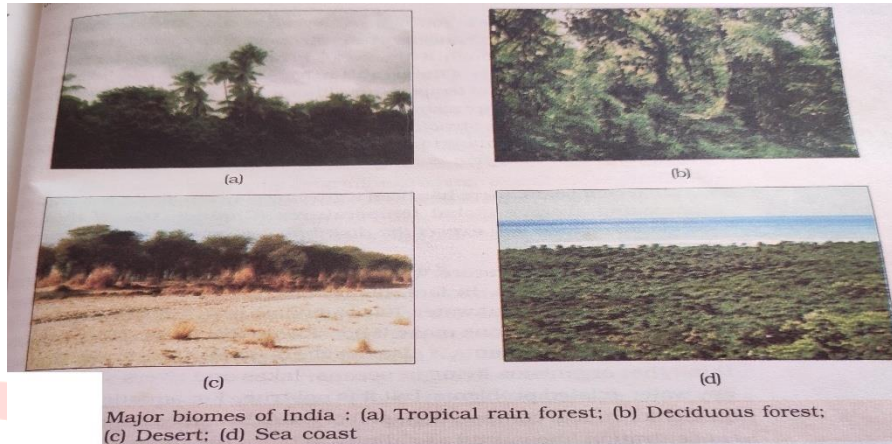 (a)
(b)
(c)
(d)
Major biomes of India : (a) Tropical rain forest; (b) Deciduous forest;
(c) Desert; (d) Sea coast